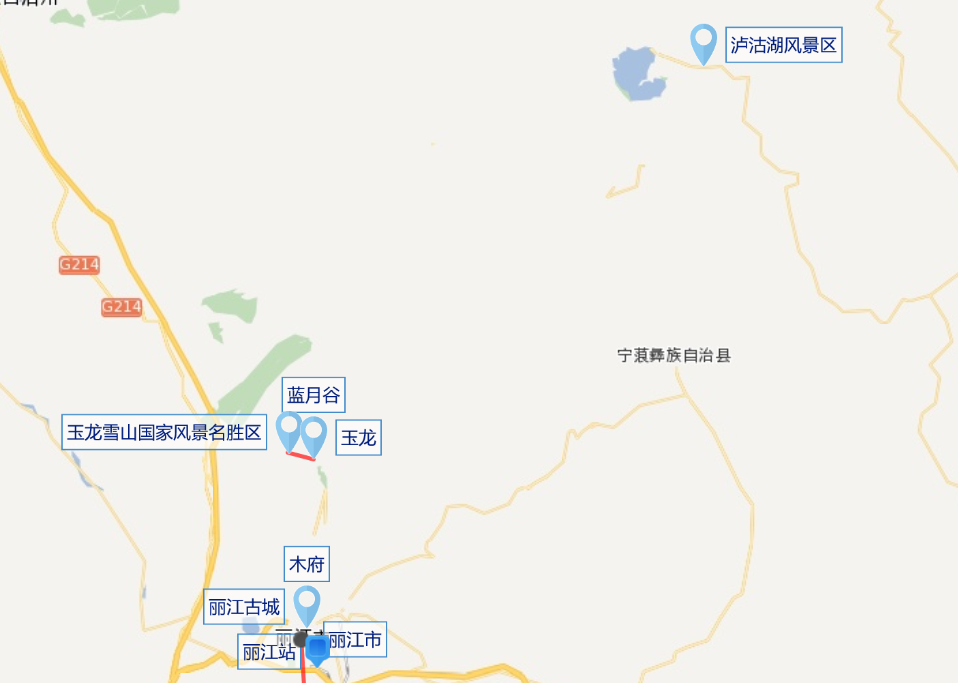 泸沽湖风景区
G214
G214
宁蒗彝族自治县
蓝月谷
玉龙雪山国家风景名胜区
玉龙
木府
丽江古城
丽江市
丽江站